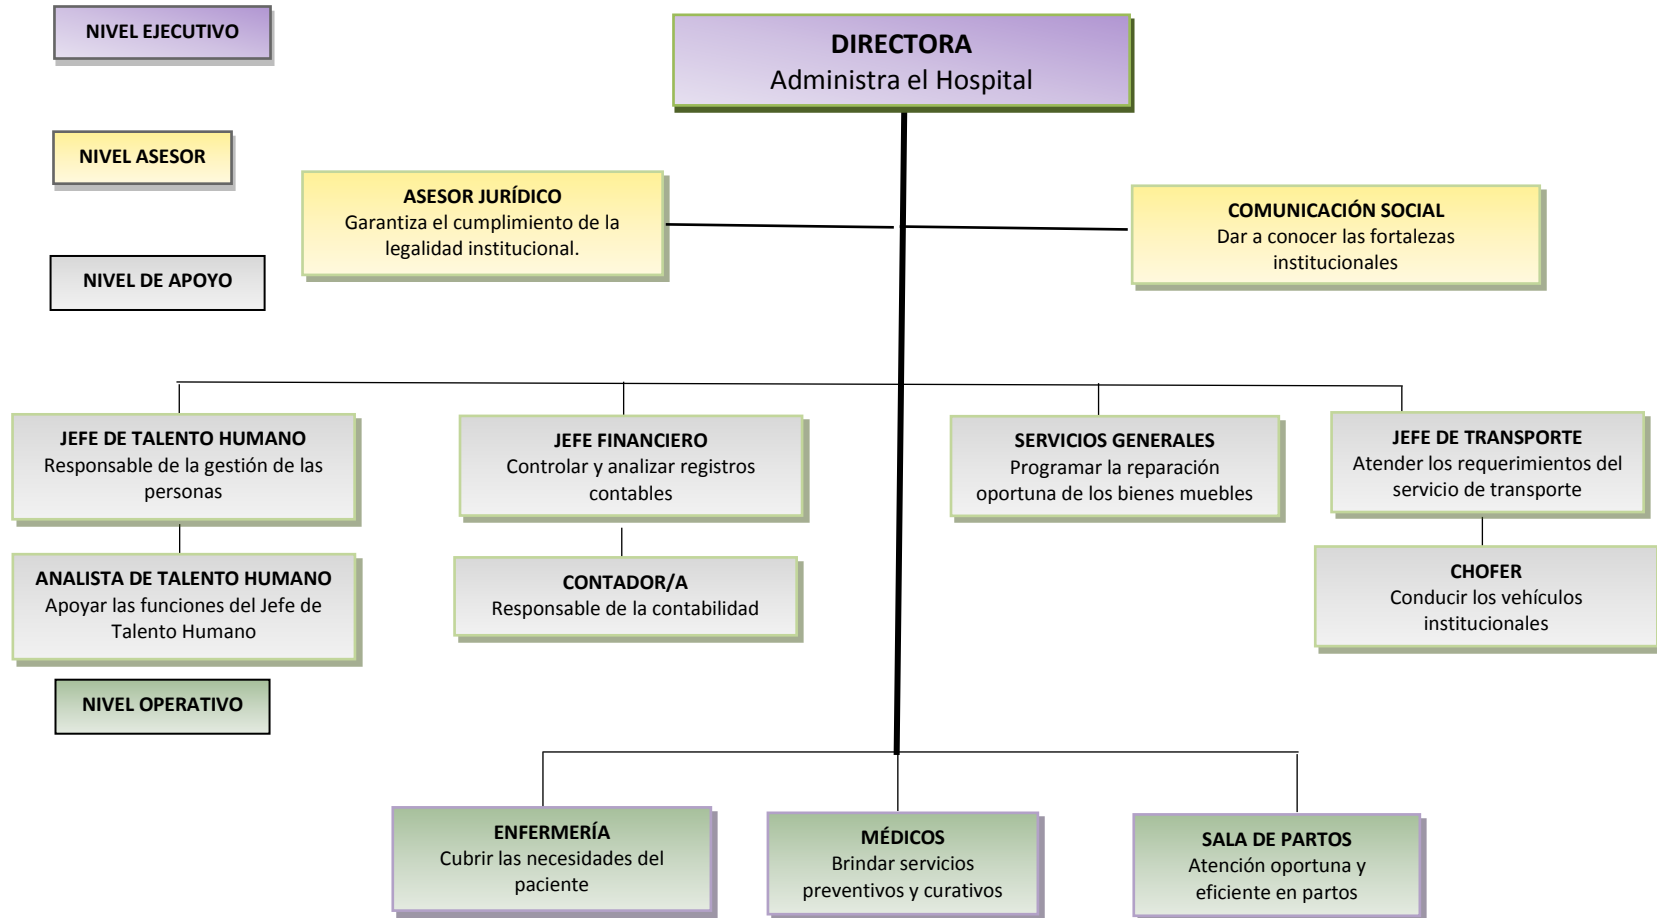 NIVEL EJECUTIVO
DIRECTORA
Administra el Hospital
NIVEL ASESOR
ASESOR JURÍDICO
Garantiza el cumplimiento de la
legalidad institucional.
COMUNICACIÓN SOCIAL
Dar a conocer las fortalezas
institucionales
NIVEL DE APOYO
JEFE DE TALENTO HUMANO
Responsable de la gestión de las
personas
JEFE FINANCIERO
Controlar y analizar registros
contables
SERVICIOS GENERALES
Programar la reparación
oportuna de los bienes muebles
JEFE DE TRANSPORTE
Atender los requerimientos del
servicio de transporte
ANALISTA DE TALENTO HUMANO
Apoyar las funciones del Jefe de
Talento Humano
CONTADOR/A
Responsable de la contabilidad
CHOFER
Conducir los vehículos
institucionales
NIVEL OPERATIVO
ENFERMERÍA
Cubrir las necesidades del
paciente
MÉDICOS
Brindar servicios
preventivos y curativos
SALA DE PARTOS
Atención oportuna y
eficiente en partos